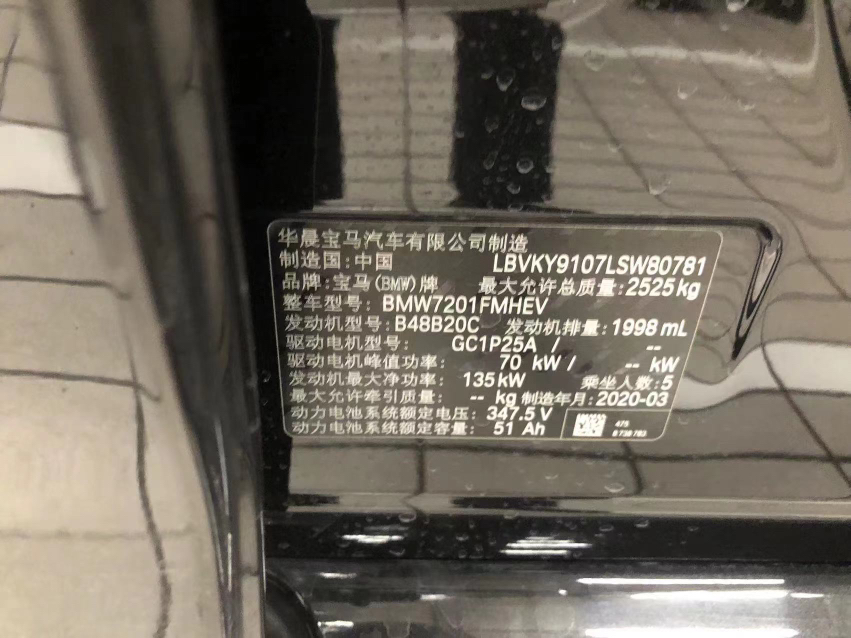 华晨宝马汽车有限公司制造
制造国:中国 LBVKY9107LSW80781
品牌:宝马(BMW)牌 最大允许总质量:2525kg
整车型号: BMW7201FMHEV
发动机型号: B48B20C 发动机排量:1998 mL
驱动电机型号: GC1P25A / --
驱动电机峰值功率: 70 kW / -- kW
发动机最大净功率: 135kW 乘坐人数:5
最大允许牵引质量: -- kg 制造年月:2020-03
动力电池系统额定电压: 347.5 V
动力电池系统额定容量: 51 Ah
475